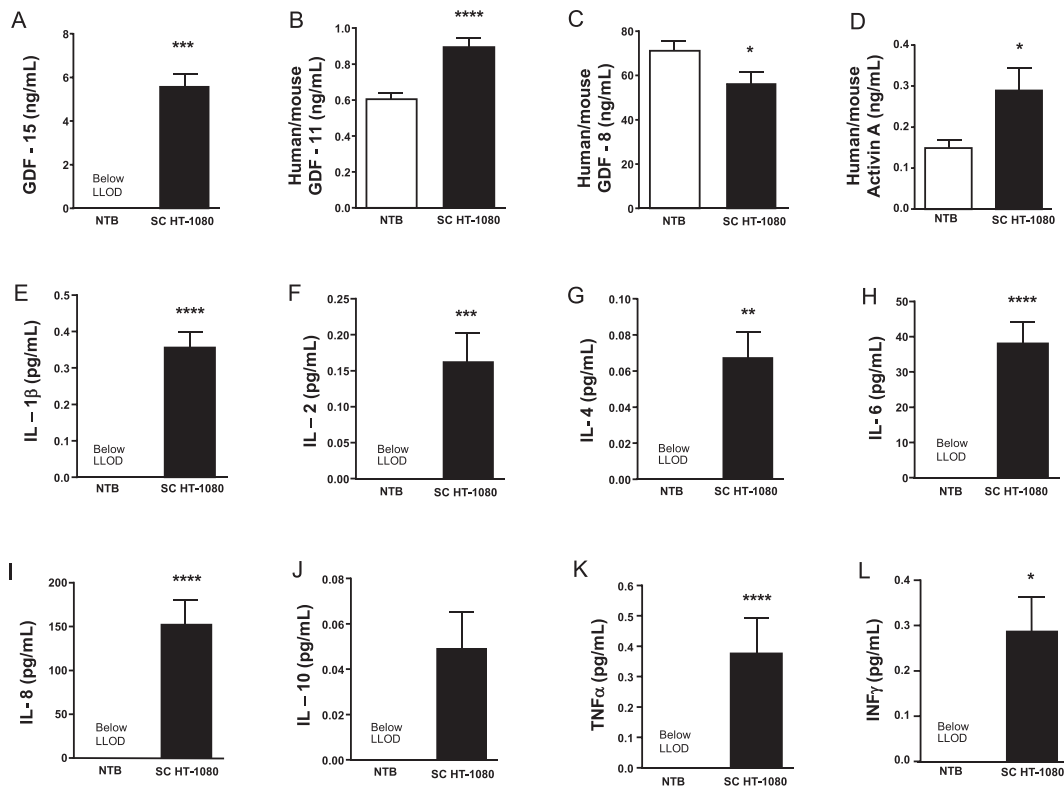 A
GDF - 15 (ng/mL)
8
6
4
2
0
***
Below
LLOD
NTB SC HT-1080
B
Human/mouse
GDF - 11 (ng/mL)
1.0
0.8
0.6
0.4
0.2
0.0
****
NTB SC HT-1080
C
Human/mouse
GDF - 8 (ng/mL)
80
60
40
20
0
*
NTB SC HT-1080
D
Human/mouse
Activin A (ng/mL)
0.4
0.3
0.2
0.1
0.0
*
NTB SC HT-1080
E
IL – 1β (pg/mL)
0.5
0.4
0.3
0.2
0.1
0.0
****
Below
LLOD
NTB SC HT-1080
F
IL – 2 (pg/mL)
0.25
0.20
0.15
0.10
0.05
0.00
***
Below
LLOD
NTB SC HT-1080
G
IL- 4 (pg/mL)
0.10
0.08
0.06
0.04
0.02
0.00
**
Below
LLOD
NTB SC HT-1080
H
IL- 6 (pg/mL)
50
40
30
20
10
0
****
Below
LLOD
NTB SC HT-1080
I
IL- 8 (pg/mL)
200
150
100
50
0
****
Below
LLOD
NTB SC HT-1080
J
IL – 10 (pg/mL)
0.08
0.06
0.04
0.02
0.00
Below
LLOD
NTB SC HT-1080
K
TNFα (pg/mL)
0.6
0.5
0.4
0.3
0.2
0.1
0.0
****
Below
LLOD
NTB SC HT-1080
L
INFγ (pg/mL)
0.4
0.3
0.2
0.1
0.0
*
Below
LLOD
NTB SC HT-1080